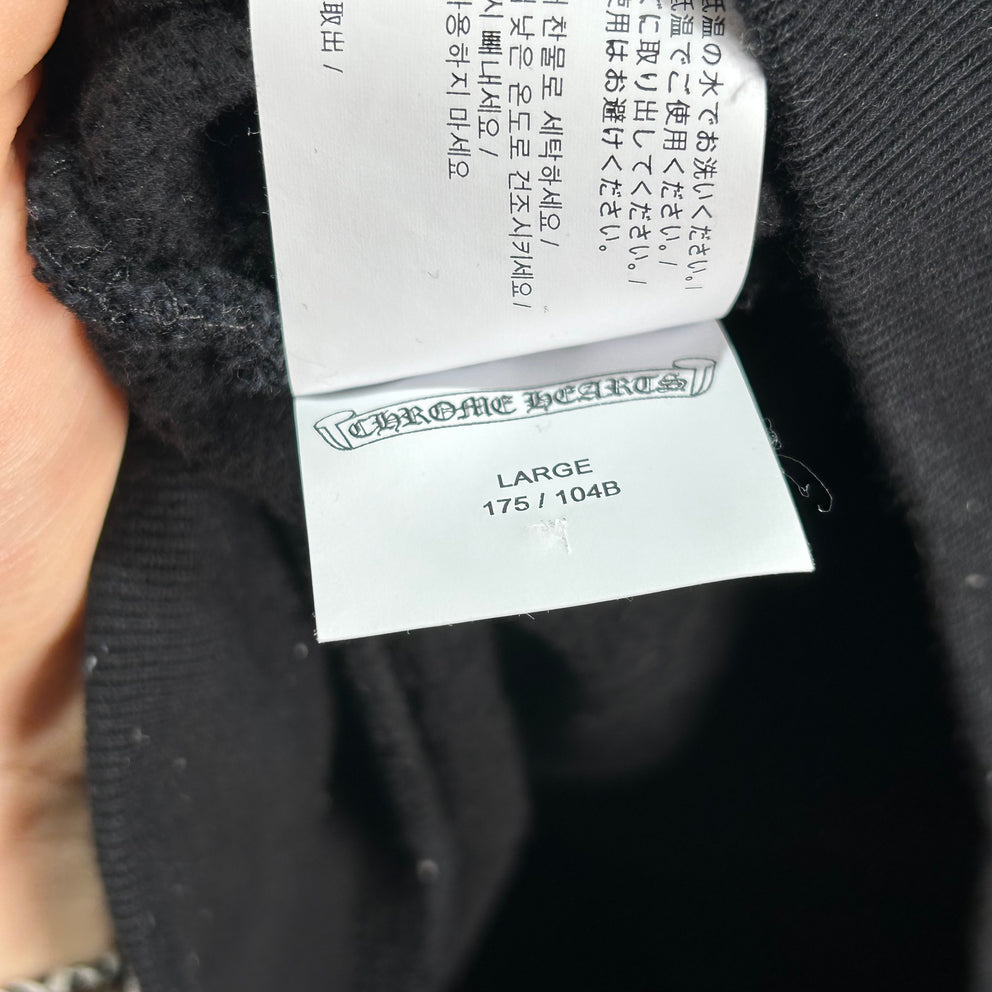 低温の水でお洗いください。/
低温でご使用ください。/
に取り出してください。/
使用はお避けください。
찬물로 세탁하세요 /
낮은 온도로 건조시키세요 /
시 빼내세요 /
사용하지 마세요
取出 /
CHROME HEARTS
LARGE
175 / 104B